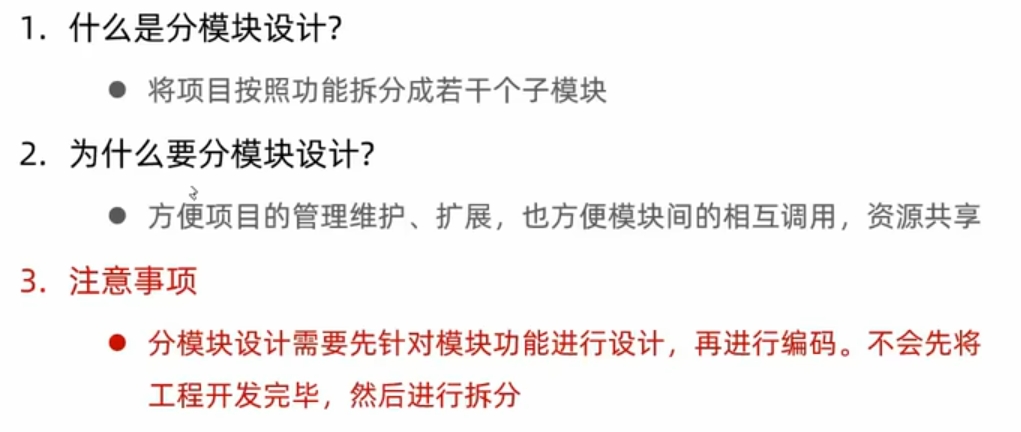 1. 什么是分模块设计?
● 将项目按照功能拆分成若干个子模块
2. 为什么要分模块设计?
● 方便项目的管理维护、扩展，也方便模块间的相互调用，资源共享
3. 注意事项
● 分模块设计需要先针对模块功能进行设计，再进行编码。不会先将
工程开发完毕，然后进行拆分